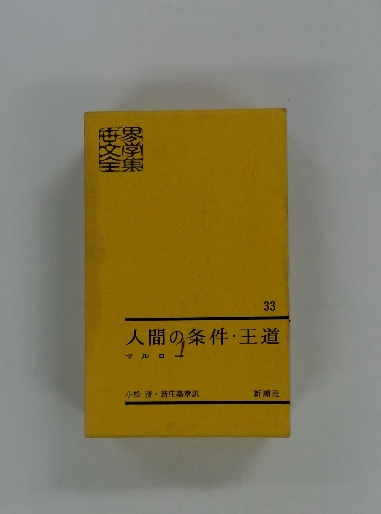 世界文学全集
33
人間の条件・王道
マルロー
小松 清・新庄嘉章訳
新潮社